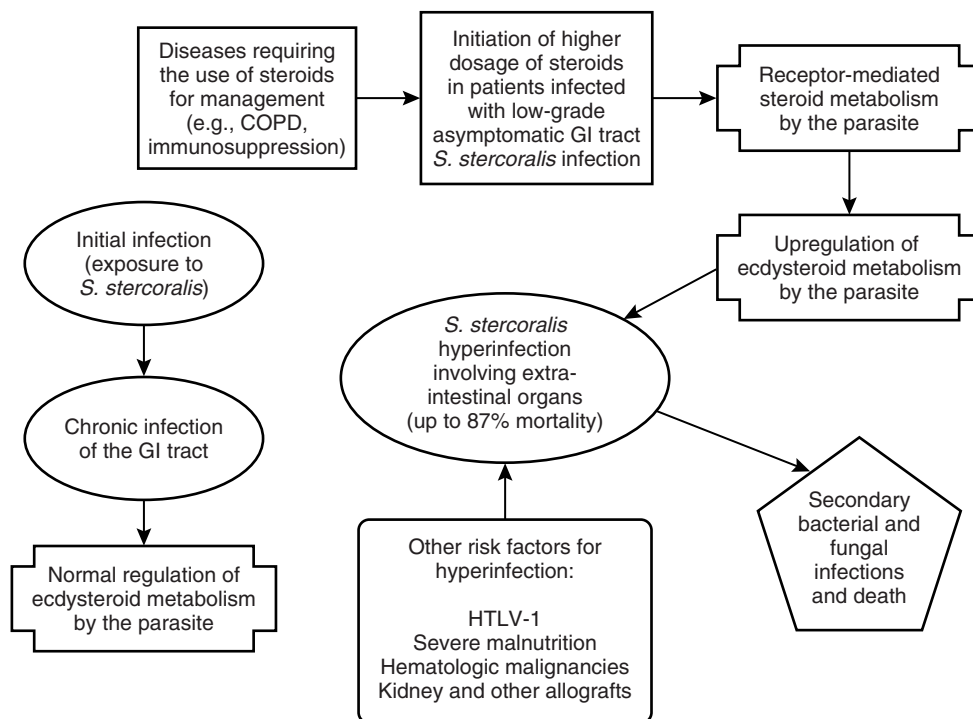 Diseases requiring
the use of steroids
for management
(e.g., COPD,
immunosuppression)
Initiation of higher
dosage of steroids
in patients infected
with low-grade
asymptomatic GI tract
S. stercoralis infection
Receptor-mediated
steroid metabolism
by the parasite
Upregulation of
ecdysteroid metabolism
by the parasite
Initial infection
(exposure to
S. stercoralis)
Chronic infection
of the GI tract
Normal regulation of
ecdysteroid metabolism
by the parasite
S. stercoralis
hyperinfection
involving extra-
intestinal organs
(up to 87% mortality)
Other risk factors for
hyperinfection:
HTLV-1
Severe malnutrition
Hematologic malignancies
Kidney and other allografts
Secondary
bacterial and
fungal
infections
and death